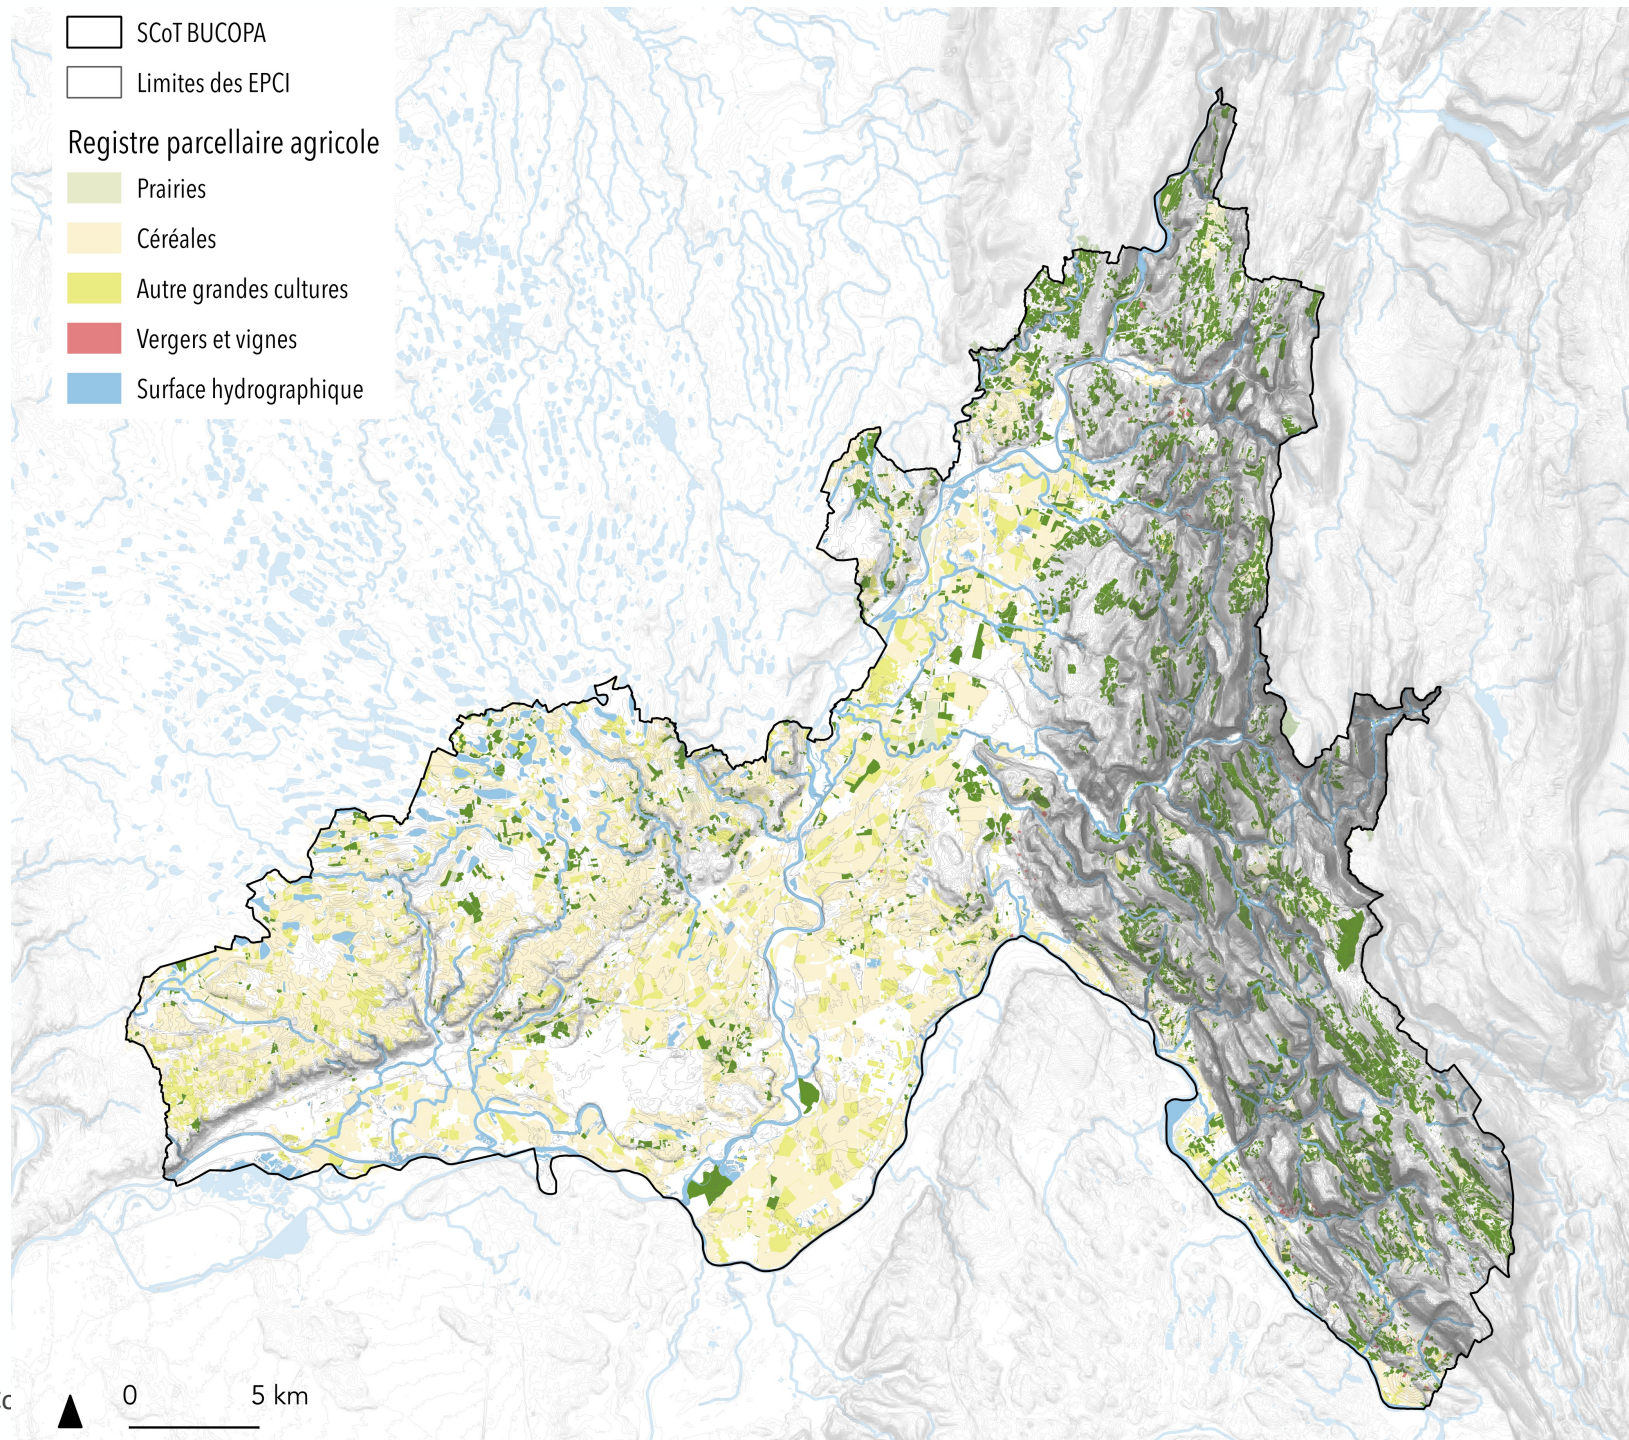 SCoT BUCOPA
Limites des EPCI
Registre parcellaire agricole
Prairies
Céréales
Autre grandes cultures
Vergers et vignes
Surface hydrographique
0 5 km